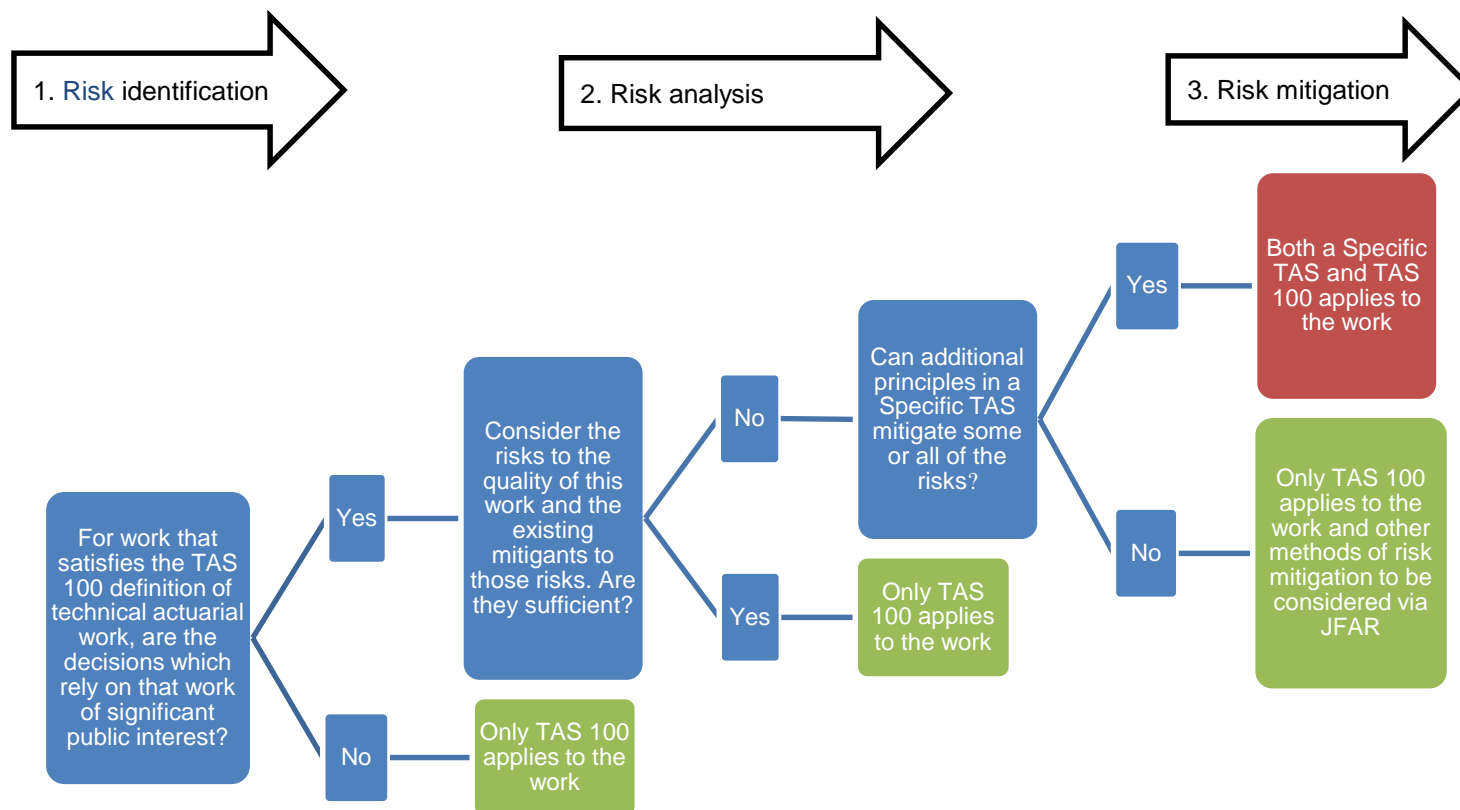 1. Risk identification
2. Risk analysis
3. Risk mitigation
For work that
satisfies the TAS
100 definition of
technical actuarial
work, are the
decisions which
rely on that work
of significant
public interest?
Yes
No
Consider the
risks to the
quality of this
work and the
existing
mitigants to
those risks. Are
they sufficient?
Only TAS 100
applies to the
work
No
Yes
Can additional
principles in a
Specific TAS
mitigate some
or all of the
risks?
Only TAS
100 applies
to the work
Yes
No
Both a Specific
TAS and TAS
100 applies to
the work
Only TAS 100
applies to the
work and other
methods of risk
mitigation to be
considered via
JFAR